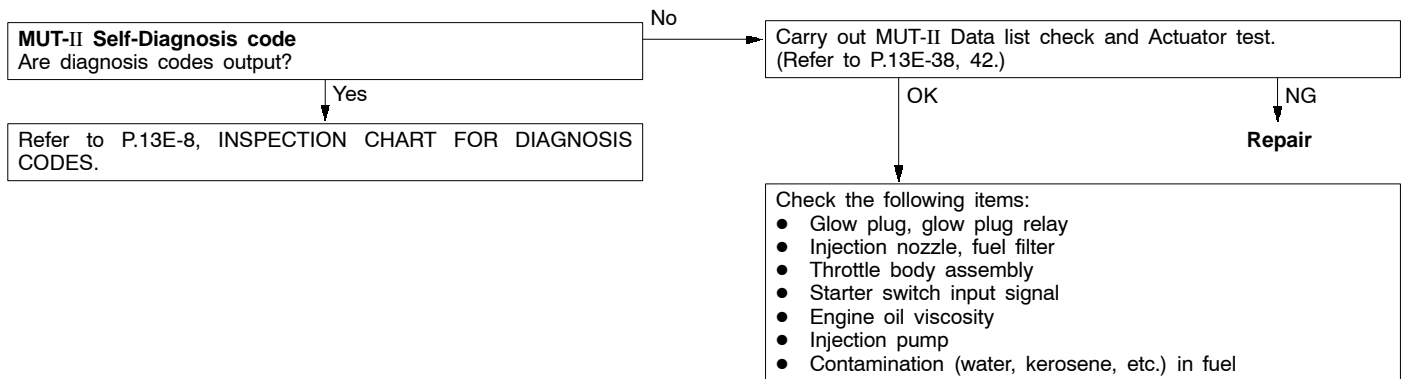 MUT-II Self-Diagnosis code
Are diagnosis codes output?
No
Carry out MUT-II Data list check and Actuator test.
(Refer to P.13E-38, 42.)
Yes
OK
NG
Refer to P.13E-8, INSPECTION CHART FOR DIAGNOSIS
CODES.
Repair
Check the following items:
● Glow plug, glow plug relay
● Injection nozzle, fuel filter
● Throttle body assembly
● Starter switch input signal
● Engine oil viscosity
● Injection pump
● Contamination (water, kerosene, etc.) in fuel